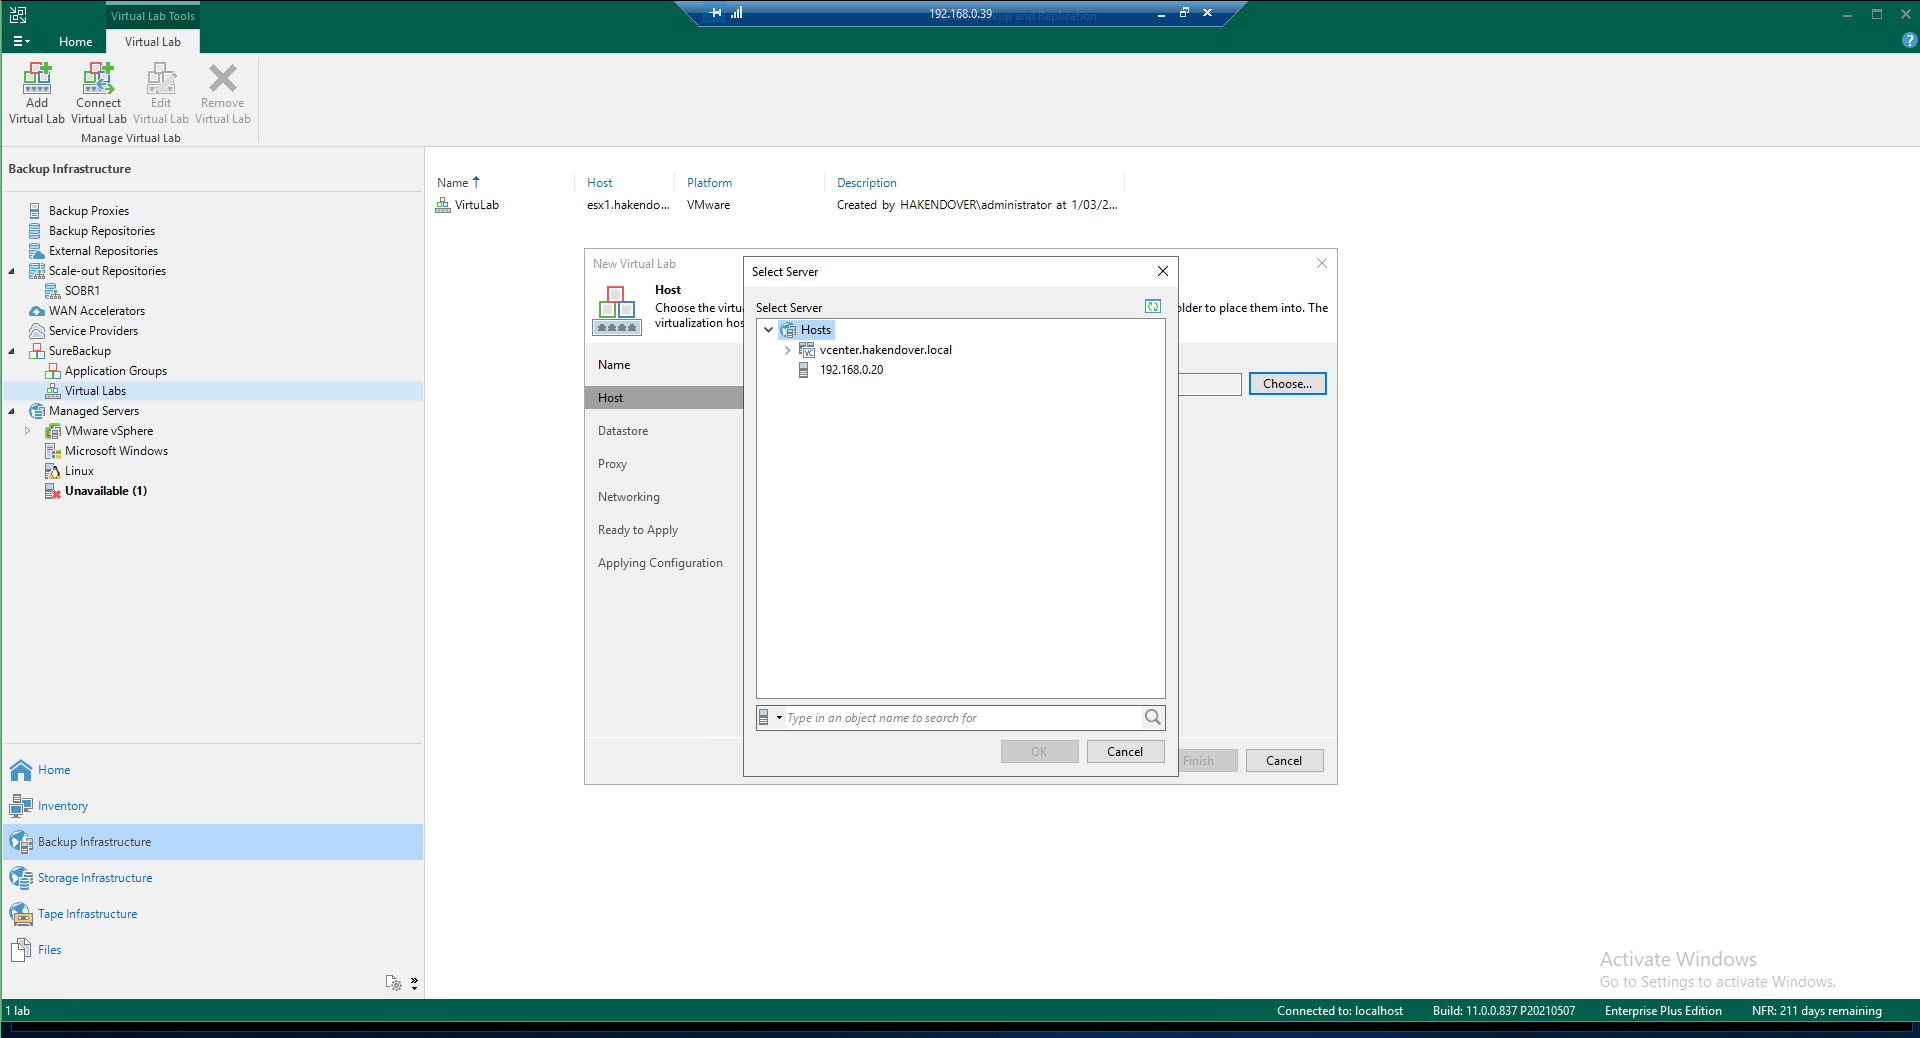 Virtual Lab Tools
192.168.0.39
kup and Replication
Home
Virtual Lab
Add
Virtual Lab
Connect
Virtual Lab
Edit
Virtual Lab
Remove
Virtual Lab
Manage Virtual Lab
Backup Infrastructure
Backup Proxies
Backup Repositories
External Repositories
Scale-out Repositories
SOBR1
WAN Accelerators
Service Providers
SureBackup
Application Groups
Virtual Labs
Managed Servers
VMware vSphere
Microsoft Windows
Linux
Unavailable (1)
Home
Inventory
Backup Infrastructure
Storage Infrastructure
Tape Infrastructure
Files
Name Host Platform Description
VirtuLab esx1.hakendo... VMware Created by HAKENDOVER\administrator at 1/03/2...
New Virtual Lab
Host
Choose the virtu
older to place them into. The
virtualization hos
Name
Host
Datastore
Proxy
Networking
Ready to Apply
Applying Configuration
Choose...
Finish
Cancel
Select Server
Select Server
Hosts
vcenter.hakendover.local
192.168.0.20
Type in an object name to search for
OK
Cancel
Activate Windows
Go to Settings to activate Windows.
1 lab
Connected to: localhost
Build: 11.0.0.837 P20210507
Enterprise Plus Edition
NFR: 211 days remaining